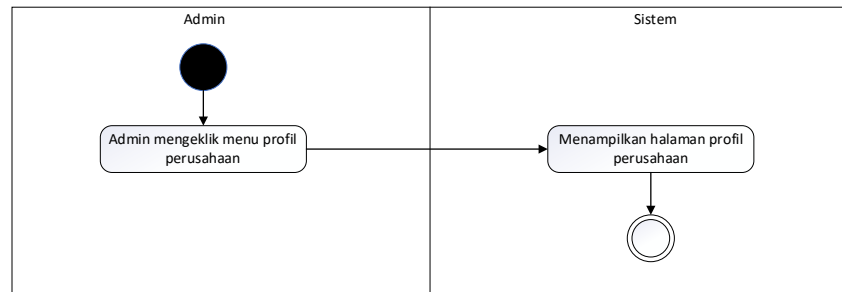 Admin
Sistem
Admin mengeklik menu profil
perusahaan
Menampilkan halaman profil
perusahaan